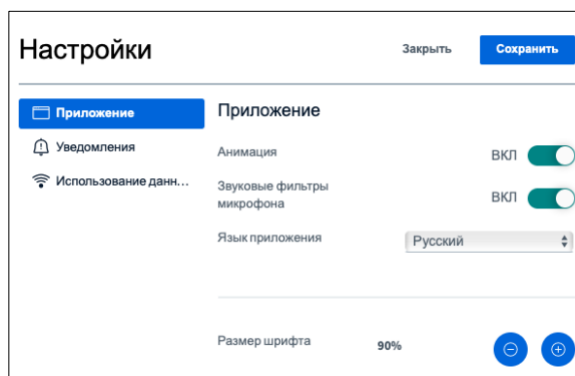 Настройки
Закрыть
Сохранить
Приложение
Уведомления
Использование данн...
Приложение
Анимация
ВКЛ
Звуковые фильтры
микрофона
ВКЛ
Язык приложения
Русский
Размер шрифта
90%